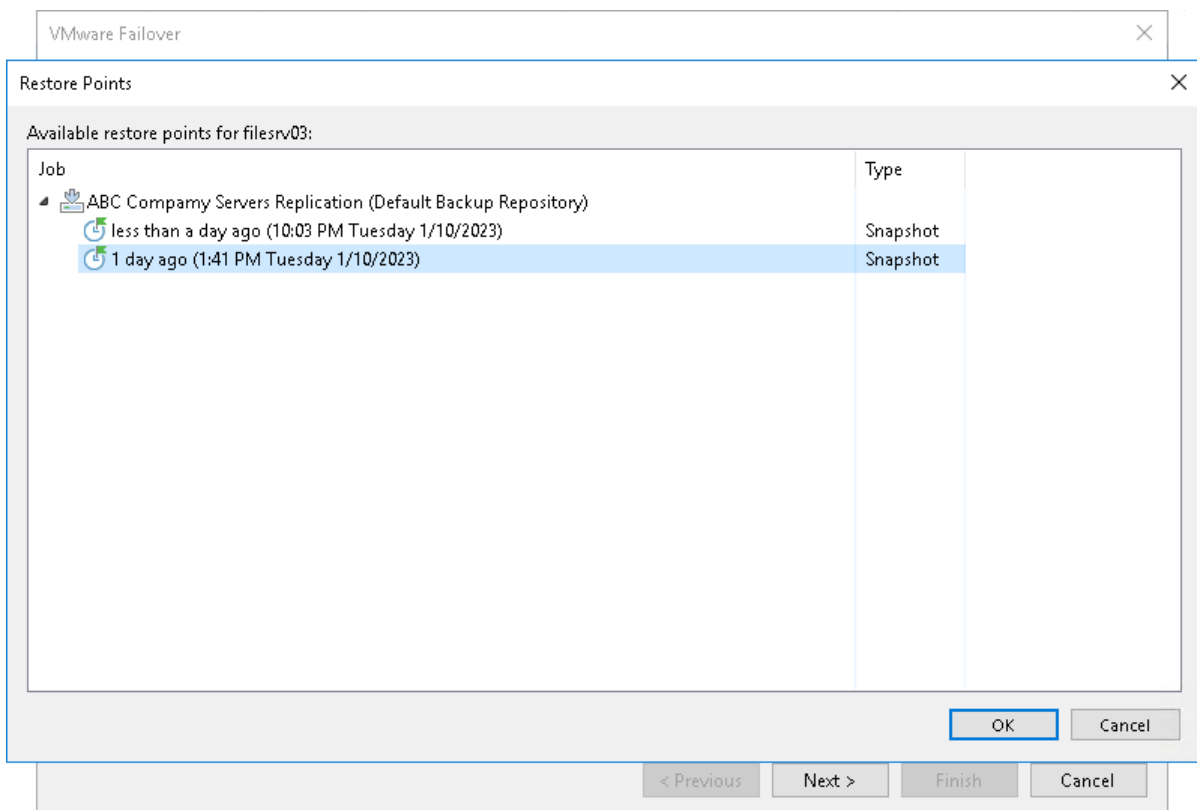 VMware Failover
Restore Points
Available restore points for filesrv03:
Job Type
ABC Compamy Servers Replication (Default Backup Repository)
less than a day ago (10:03 PM Tuesday 1/10/2023) Snapshot
1 day ago (1:41 PM Tuesday 1/10/2023) Snapshot
OK Cancel
< Previous Next > Finish Cancel